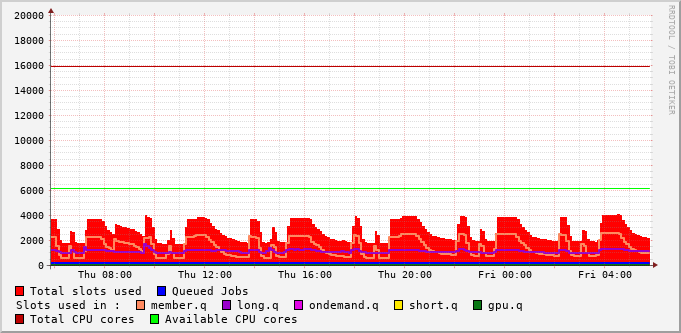 RRDTOOL / TOBI OETIKER
20000
18000
16000
14000
12000
10000
8000
6000
4000
2000
0
Thu 08:00 Thu 12:00 Thu 16:00 Thu 20:00 Fri 00:00 Fri 04:00
Total slots used Queued Jobs
Slots used in : member.q long.q ondemand.q short.q gpu.q
Total CPU cores Available CPU cores